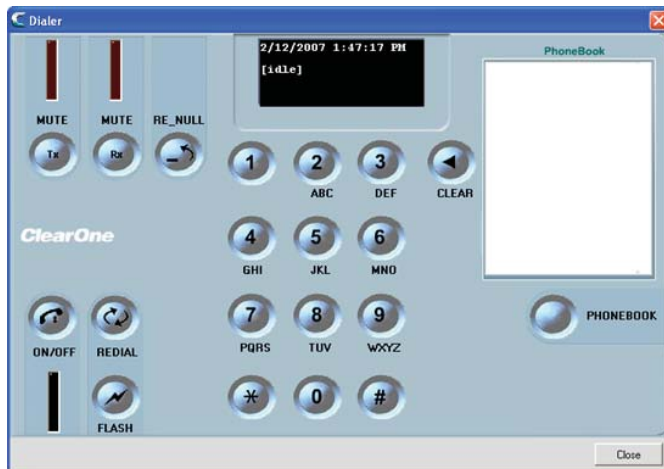 Dialer
2/12/2007 1:47:17 PM
[idle]
PhoneBook
MUTE MUTE RE_NULL
Tx Rx
1 2 3
ABC DEF CLEAR
ClearOne
4 5 6
GHI JKL MNO
7 8 9
PHONEBOOK
ON/OFF REDIAL PQRS TUV WXYZ
* 0 #
FLASH
Close